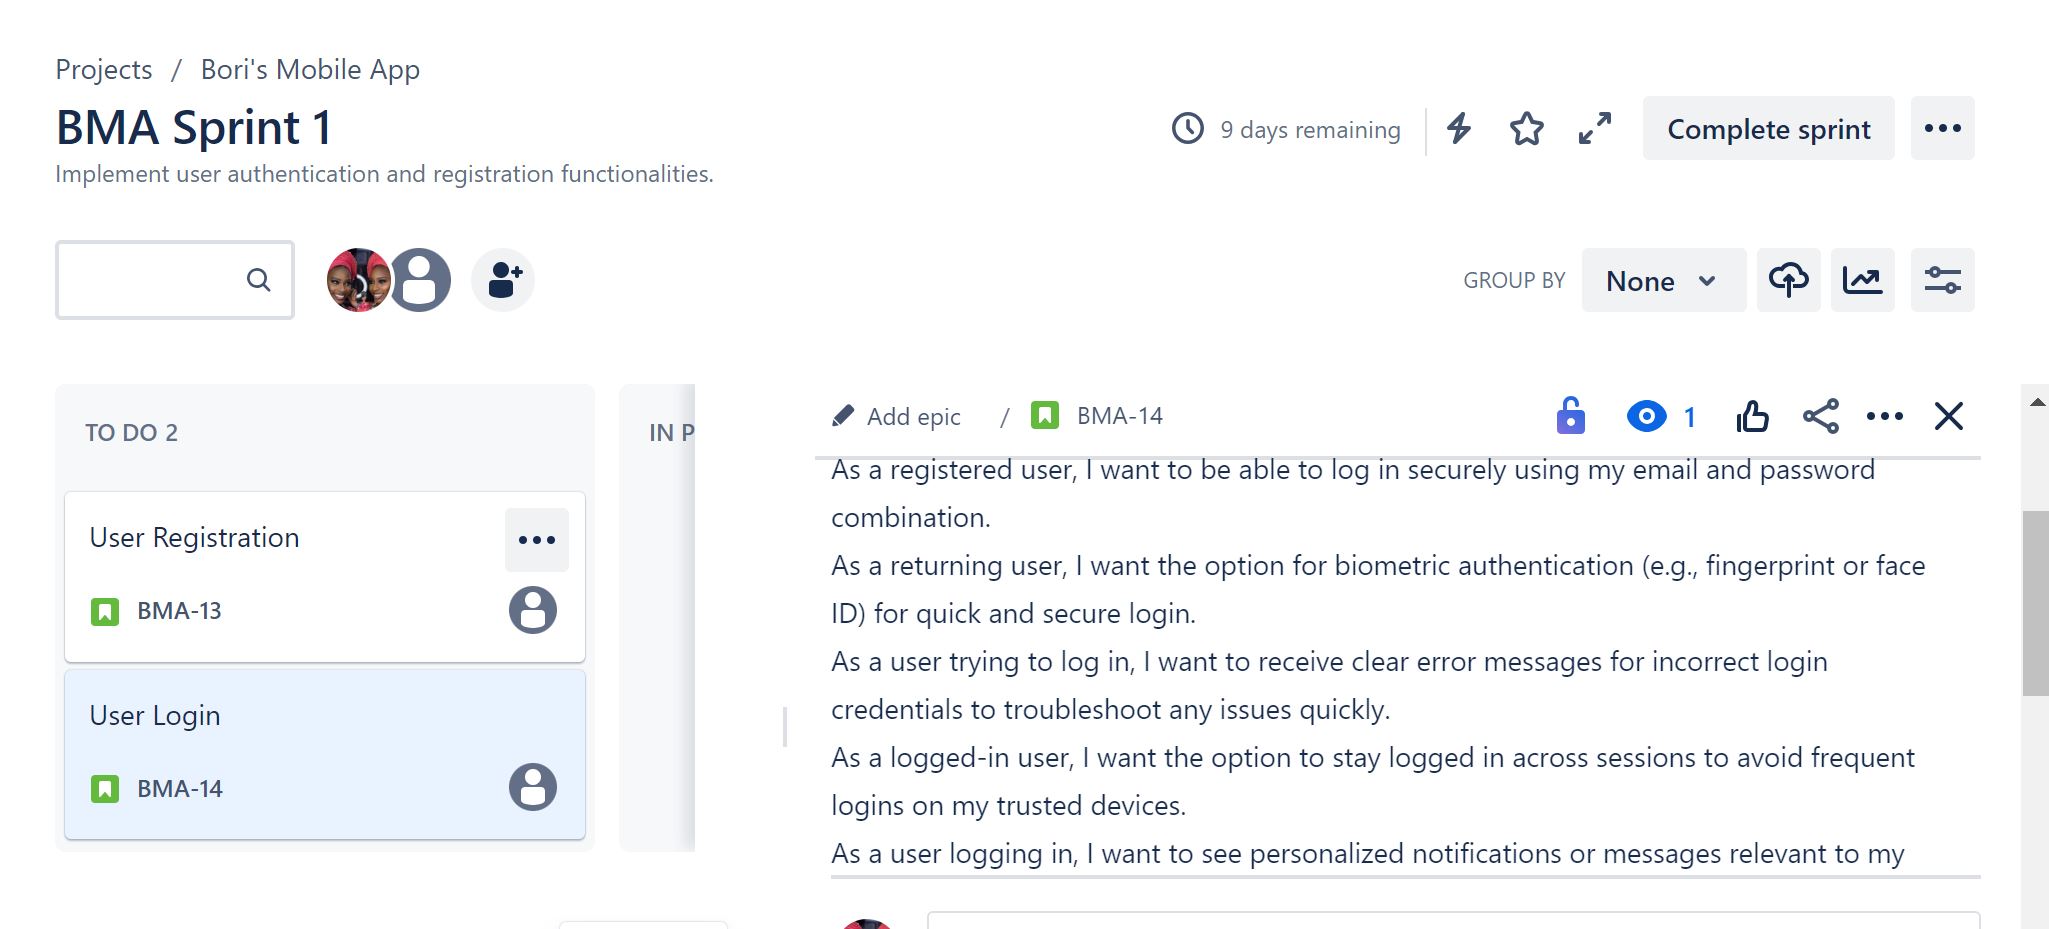 Projects / Bori's Mobile App
BMA Sprint 1
Implement user authentication and registration functionalities.
9 days remaining
Complete sprint
GROUP BY None
TO DO 2
IN P
User Registration
BMA-13
User Login
BMA-14
Add epic / BMA-14
1
As a registered user, I want to be able to log in securely using my email and password
combination.
As a returning user, I want the option for biometric authentication (e.g., fingerprint or face
ID) for quick and secure login.
As a user trying to log in, I want to receive clear error messages for incorrect login
credentials to troubleshoot any issues quickly.
As a logged-in user, I want the option to stay logged in across sessions to avoid frequent
logins on my trusted devices.
As a user logging in, I want to see personalized notifications or messages relevant to my